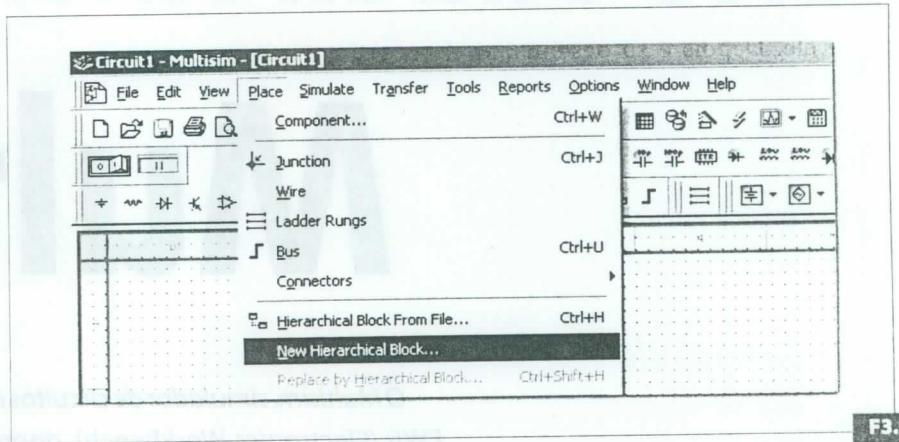 Circuit1 - Multisim - [Circuit1]
File Edit View Place Simulate Transfer Tools Reports Options Window Help
Component... Ctrl+W
Junction Ctrl+J
Wire
Ladder Rungs
Bus Ctrl+U
Connectors
Hierarchical Block From File... Ctrl+H
New Hierarchical Block...
Replace by Hierarchical Block... Ctrl+Shift+H
F3.